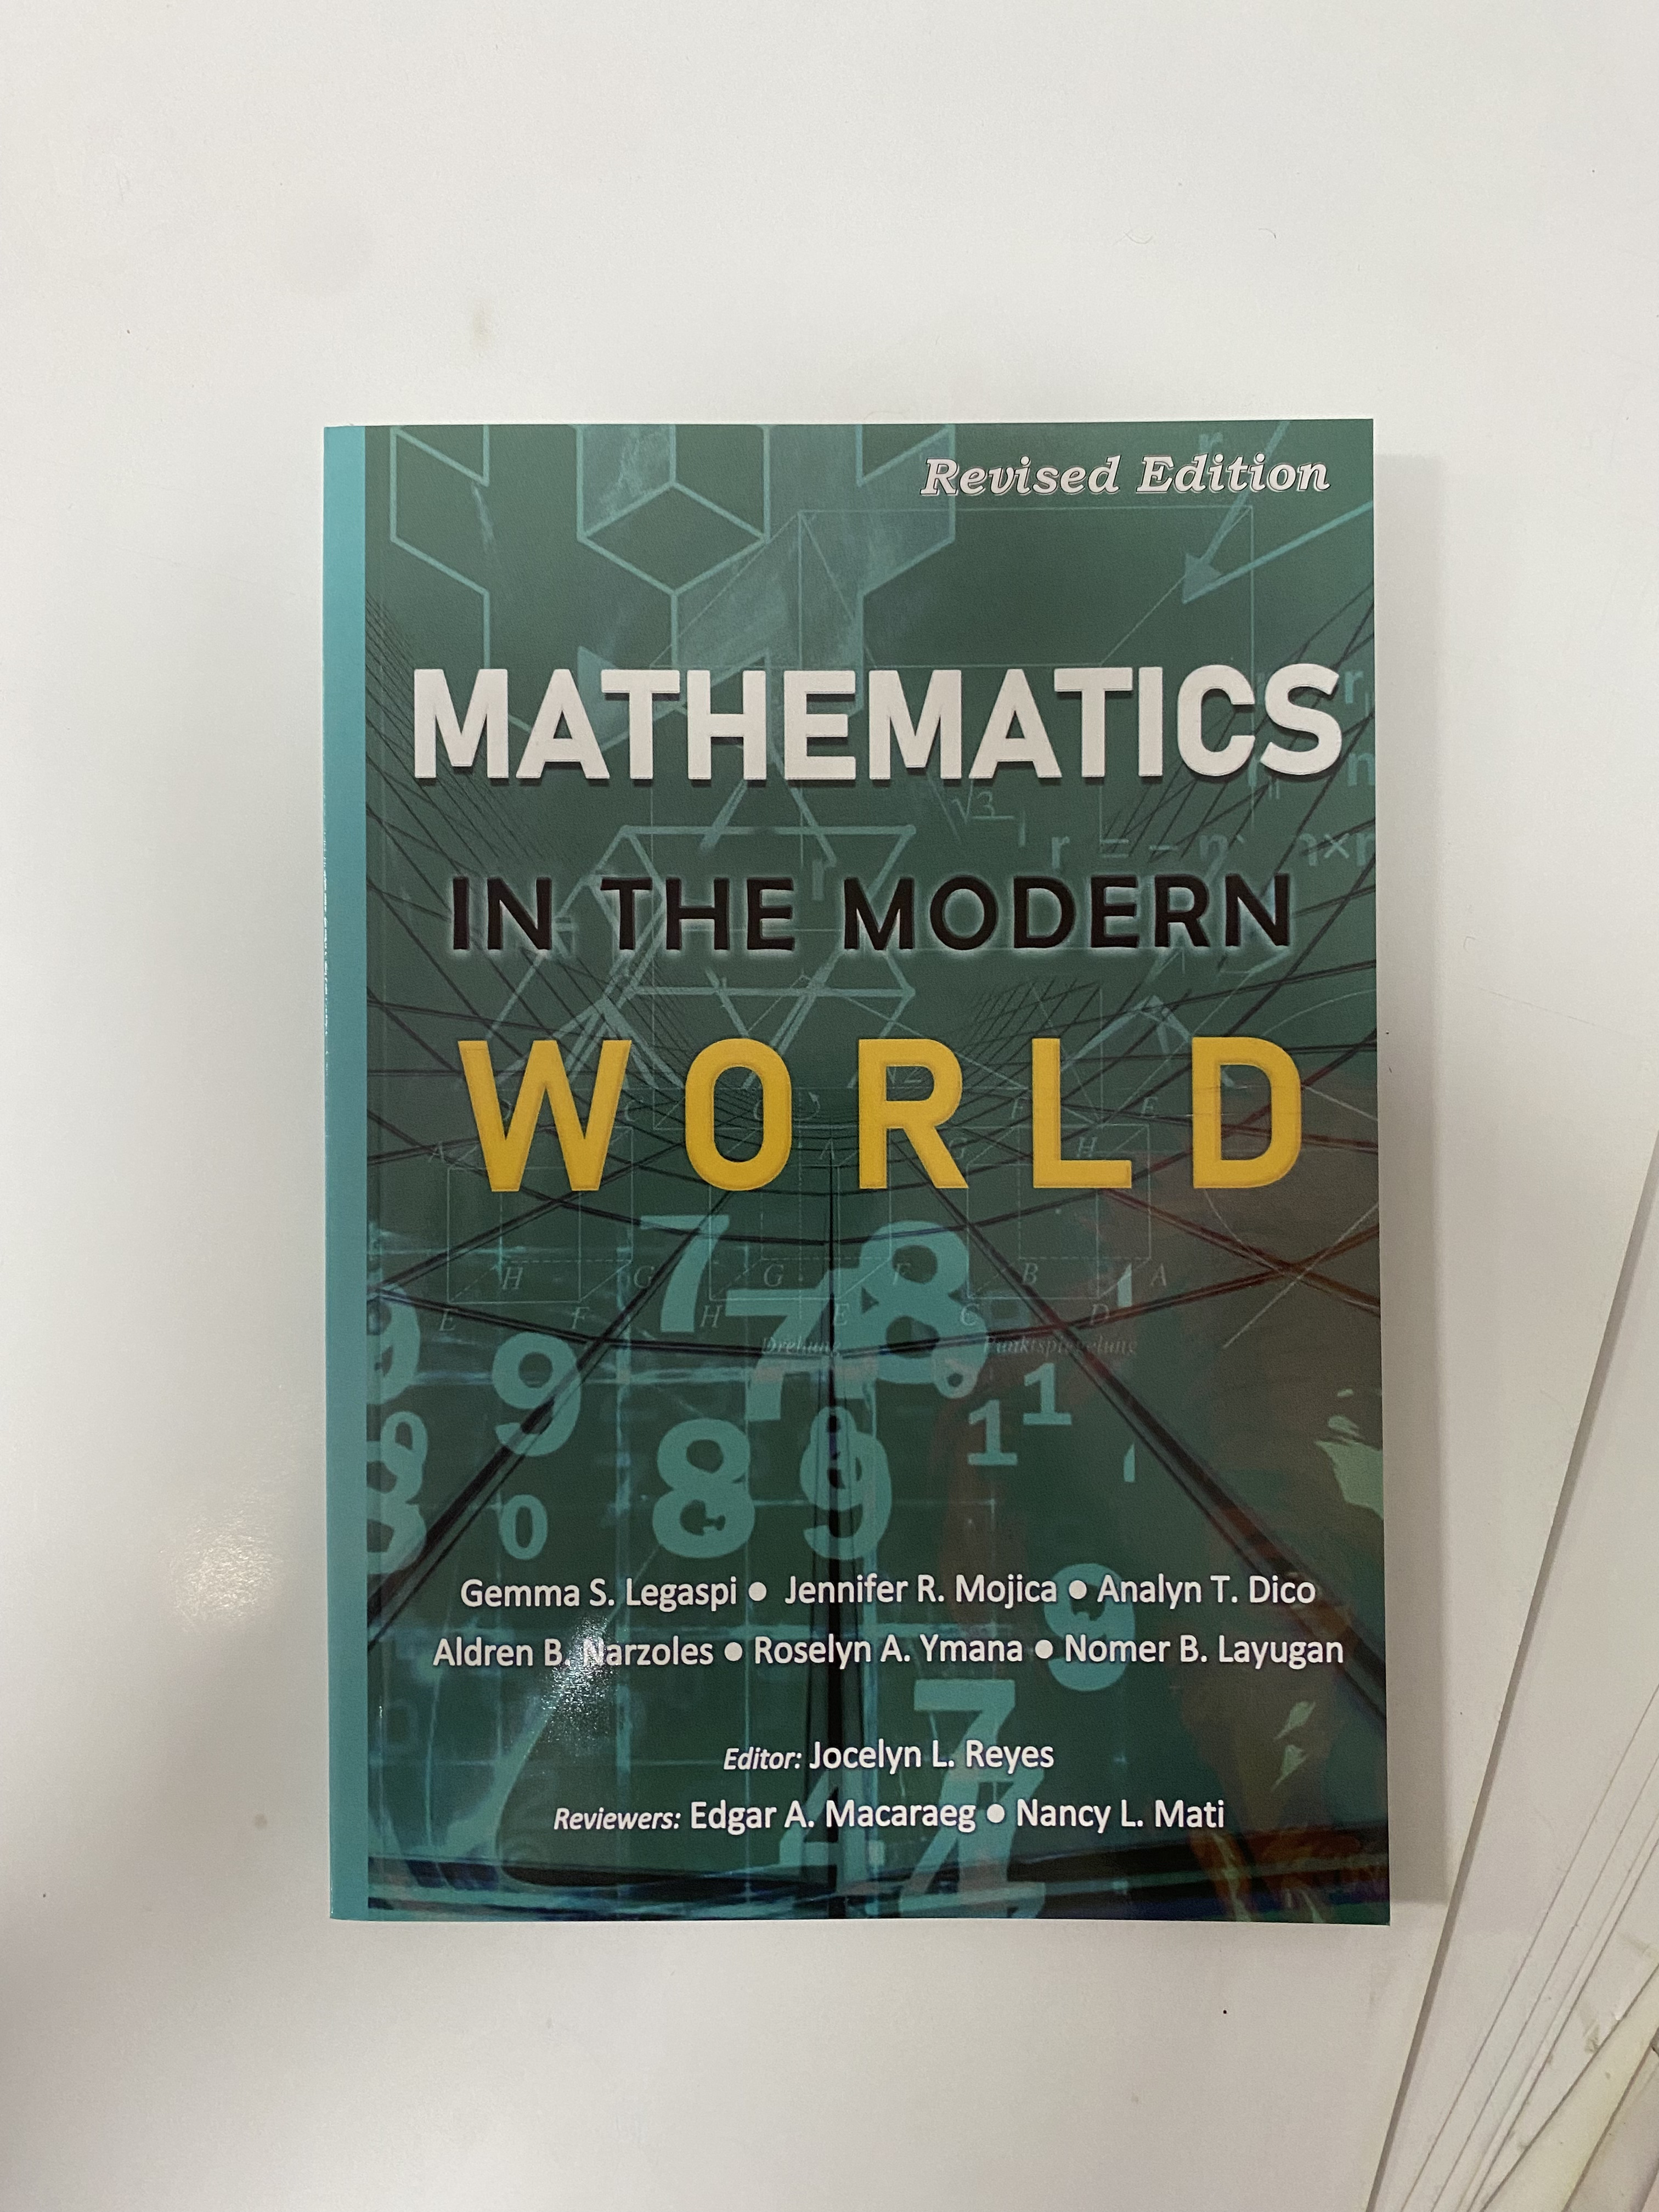 Revised Edition
MATHEMATICS
IN THE MODERN
WORLD
Gemma S. Legaspi ● Jennifer R. Mojica ● Analyn T. Dico
Aldren B. Narzoles ● Roselyn A. Ymana ● Nomer B. Layugan
Editor: Jocelyn L. Reyes
Reviewers: Edgar A. Macaraeg ● Nancy L. Mati